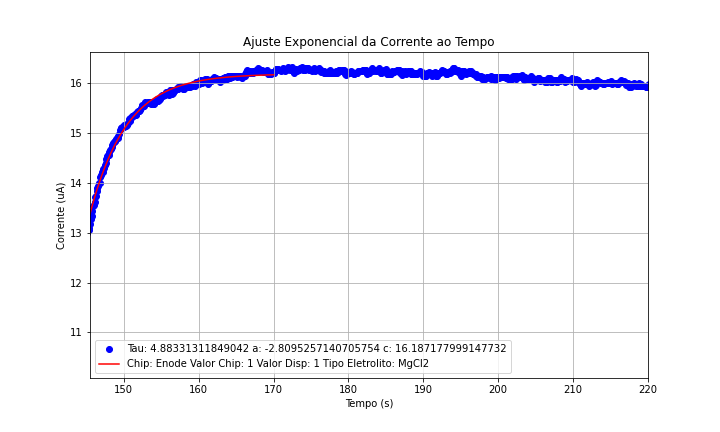 Ajuste Exponencial da Corrente ao Tempo
16
15
14
13
12
11
Corrente (uA)
Tau: 4.88331311849042 a: -2.8095257140705754 c: 16.187177999147732
Chip: Enode Valor Chip: 1 Valor Disp: 1 Tipo Eletrolito: MgCl2
150 160 170 180 190 200 210 220
Tempo (s)